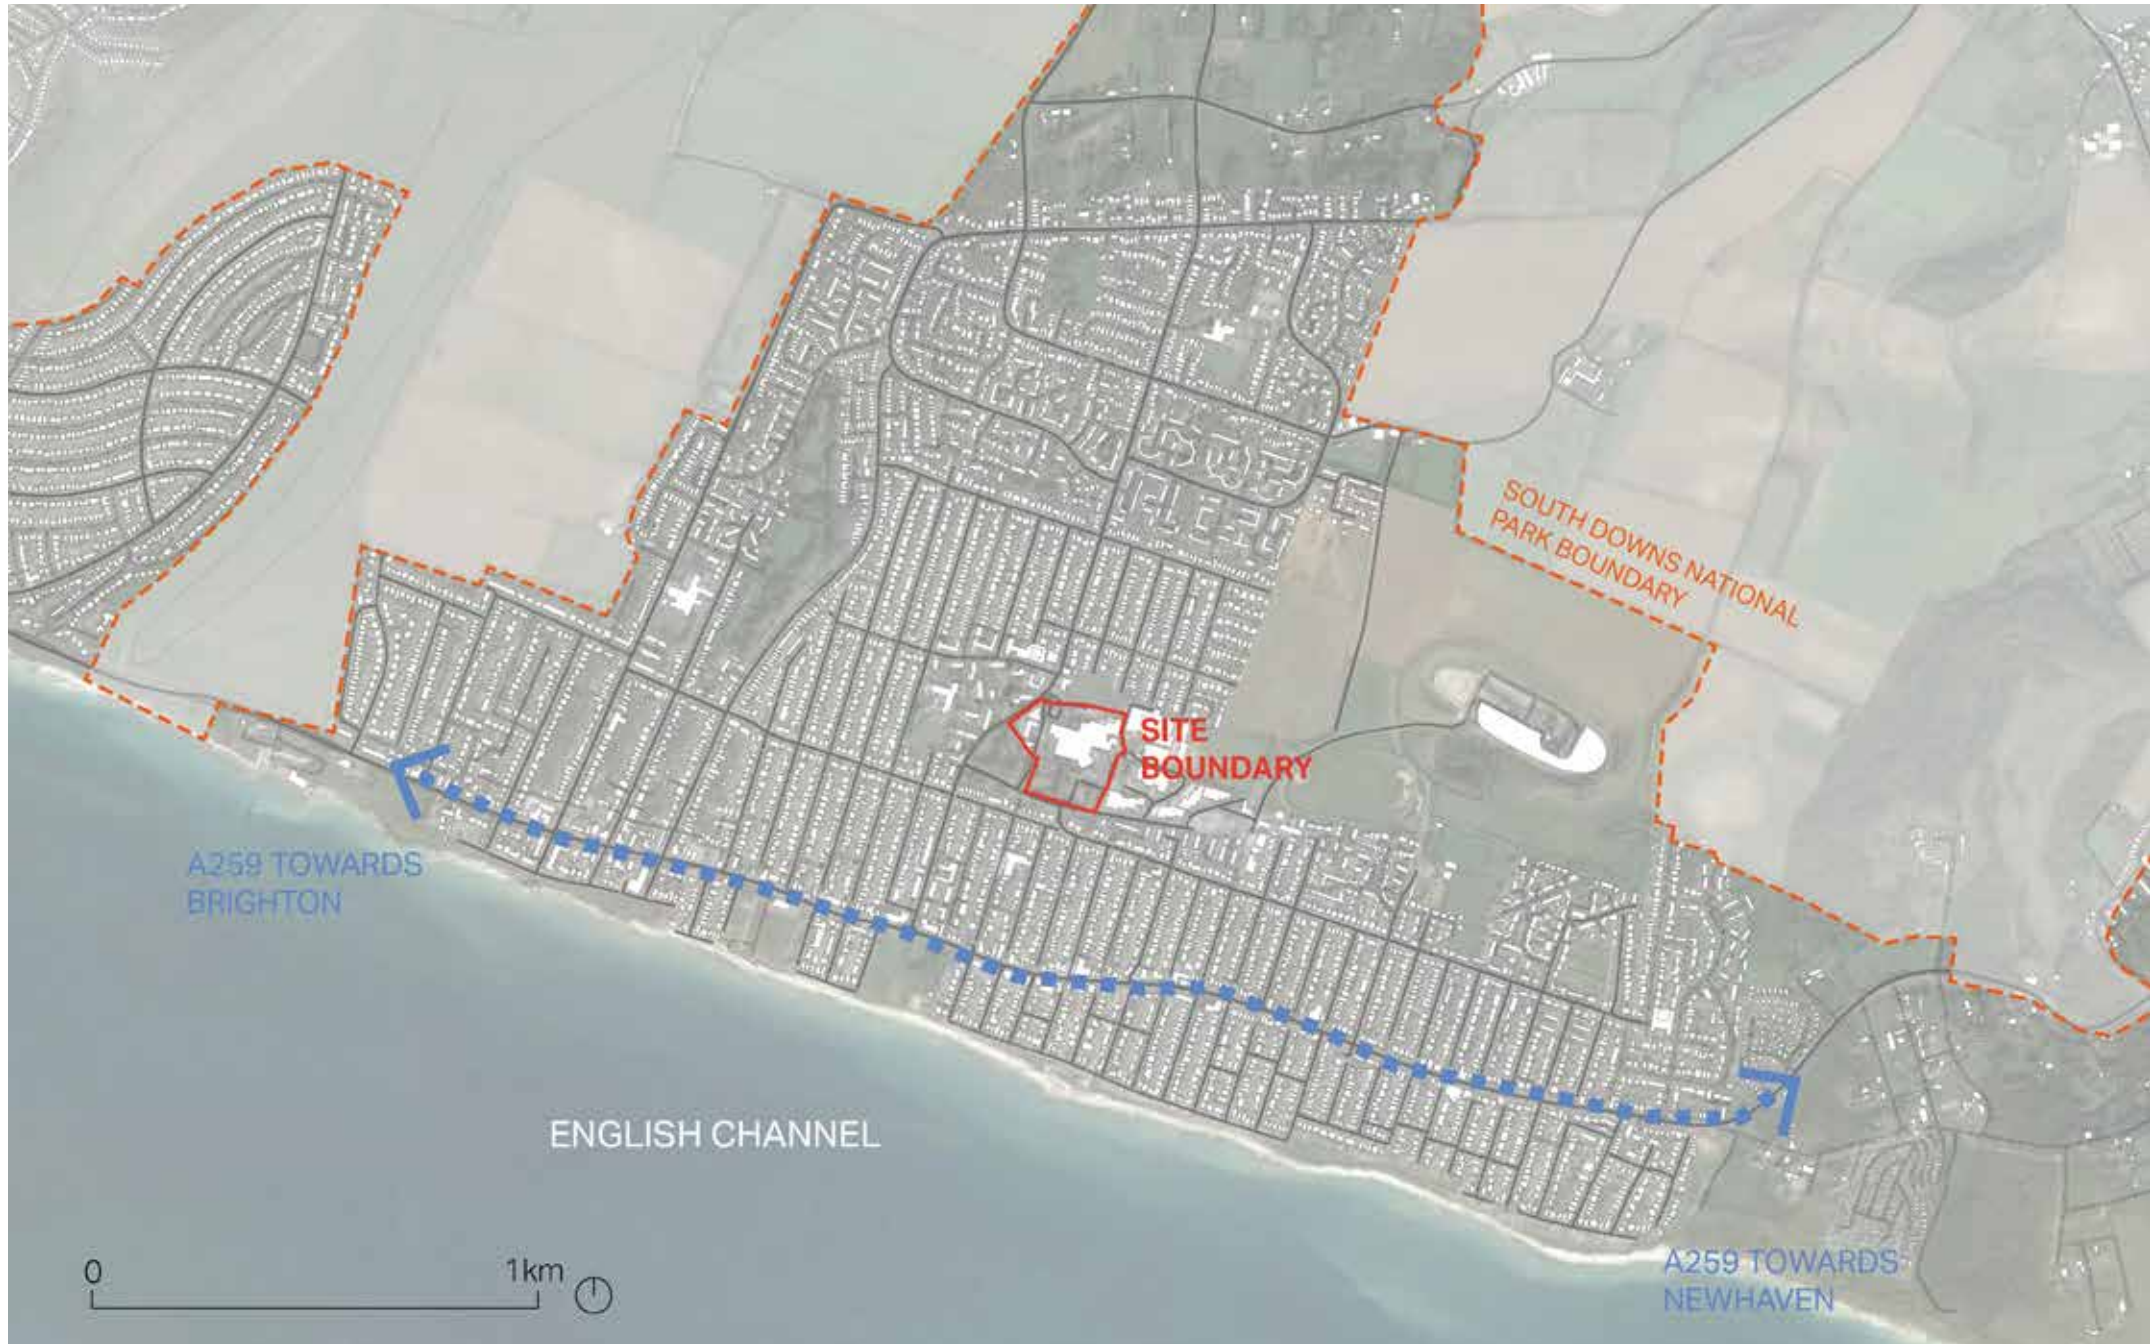 SOUTH DOWNS NATIONAL
PARK BOUNDARY
SITE
BOUNDARY
A259 TOWARDS
BRIGHTON
ENGLISH CHANNEL
A259 TOWARDS
NEWHAVEN
0 1km